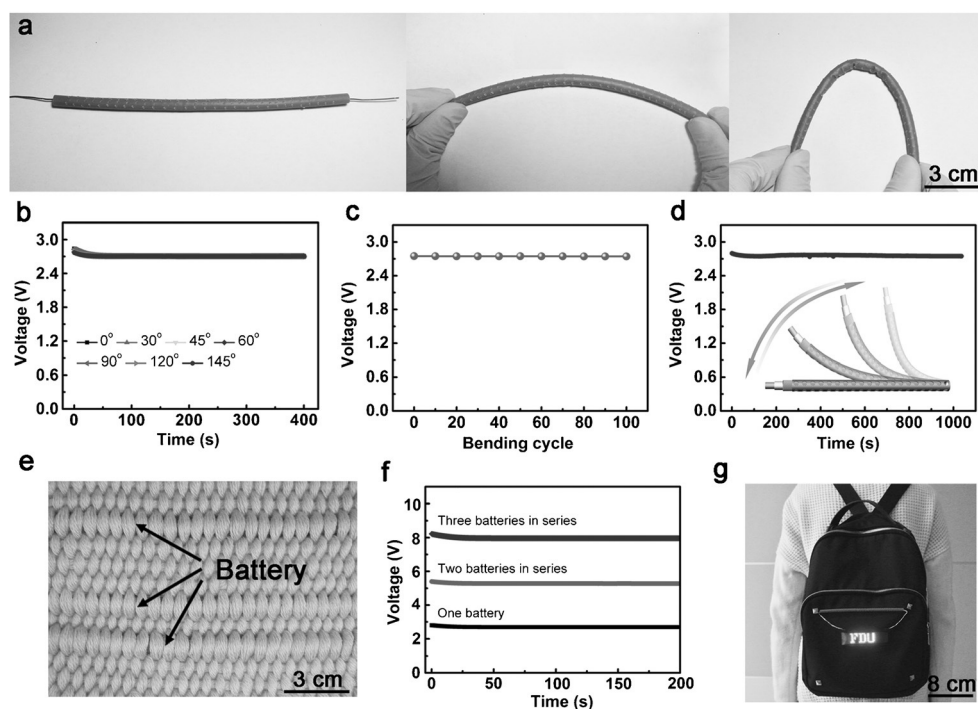 a
3 cm
b
Voltage (V)
3.0
2.4
1.8
1.2
0.6
0.0
0° 30° 45° 60°
90° 120° 145°
0 100 200 300 400
Time (s)
c
Voltage (V)
3.0
2.4
1.8
1.2
0.6
0.0
0 20 40 60 80 100
Bending cycle
d
Voltage (V)
3.0
2.4
1.8
1.2
0.6
0.0
0 200 400 600 800 1000
Time (s)
e
Battery
3 cm
f
Voltage (V)
10
8
6
4
2
0
Three batteries in series
Two batteries in series
One battery
0 50 100 150 200
Time (s)
g
FDU
8 cm